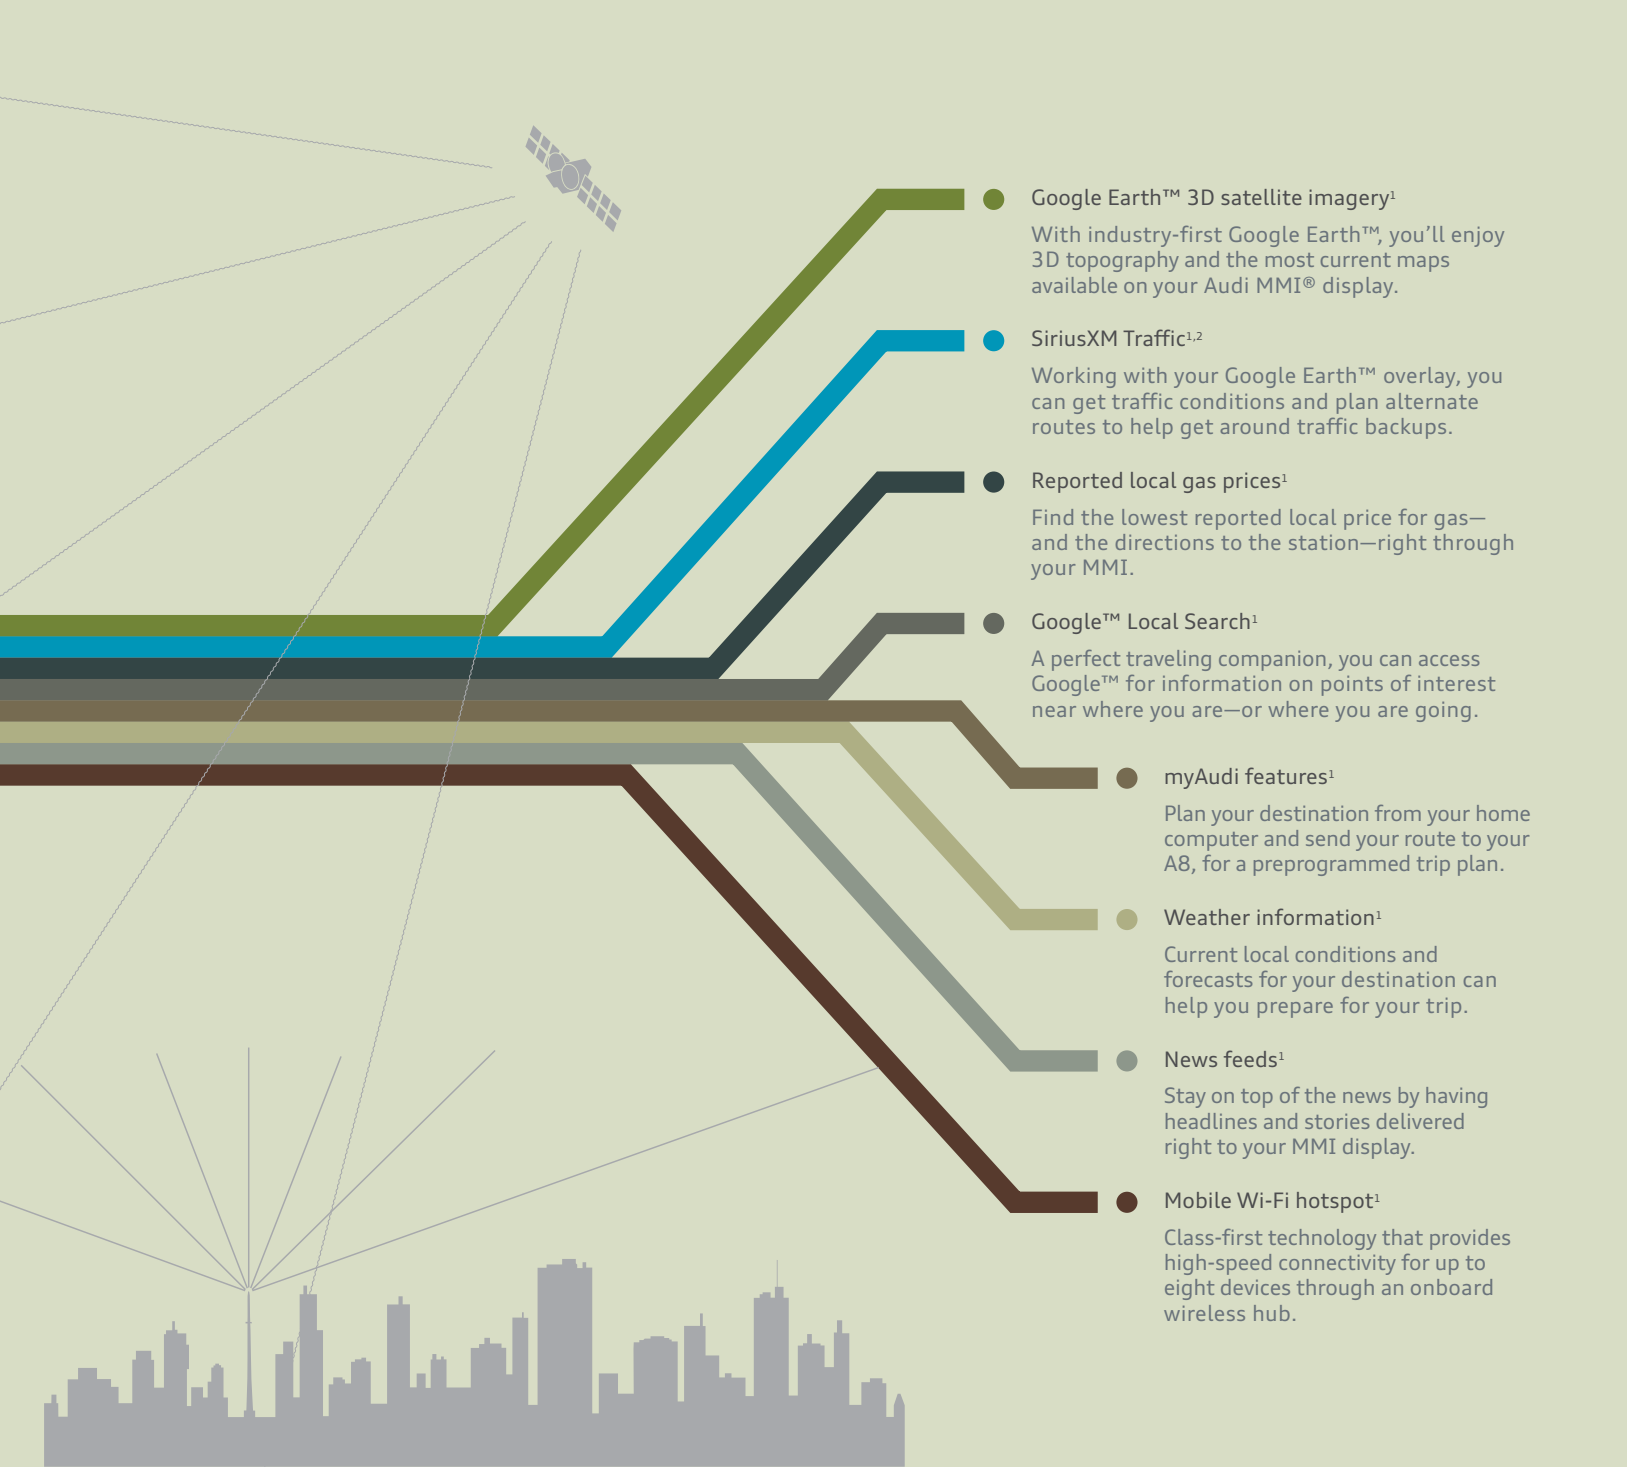 Google Earth™ 3D satellite imagery¹
With industry-first Google Earth™, you’ll enjoy
3D topography and the most current maps
available on your Audi MMI® display.
SiriusXM Traffic¹,²
Working with your Google Earth™ overlay, you
can get traffic conditions and plan alternate
routes to help get around traffic backups.
Reported local gas prices¹
Find the lowest reported local price for gas—
and the directions to the station—right through
your MMI.
Google™ Local Search¹
A perfect traveling companion, you can access
Google™ for information on points of interest
near where you are—or where you are going.
myAudi features¹
Plan your destination from your home
computer and send your route to your
A8, for a preprogrammed trip plan.
Weather information¹
Current local conditions and
forecasts for your destination can
help you prepare for your trip.
News feeds¹
Stay on top of the news by having
headlines and stories delivered
right to your MMI display.
Mobile Wi-Fi hotspot¹
Class-first technology that provides
high-speed connectivity for up to
eight devices through an onboard
wireless hub.